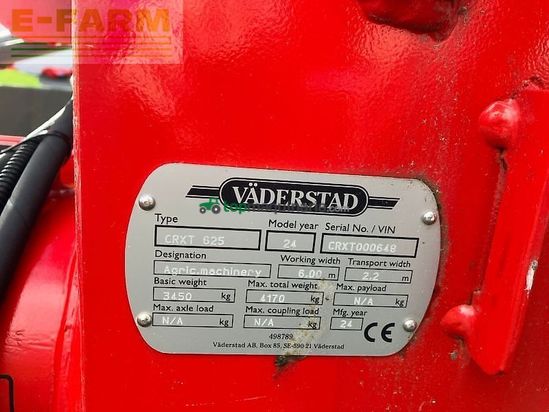 E-FARM
VÄDERSTAD
Type Model year Serial No. / VIN
CRXT 625 24 CRXT000648
Designation Working width Transport width
Agric.machinery 6.00 m 2.2 m
Basic weight Max. total weight Max. payload
3450 kg 4170 kg N/A kg
Max. axle load Max. coupling load Mfg. year
N/A kg N/A kg 24 CE
498789
Väderstad AB, Box 85, SE-590 21 Väderstad